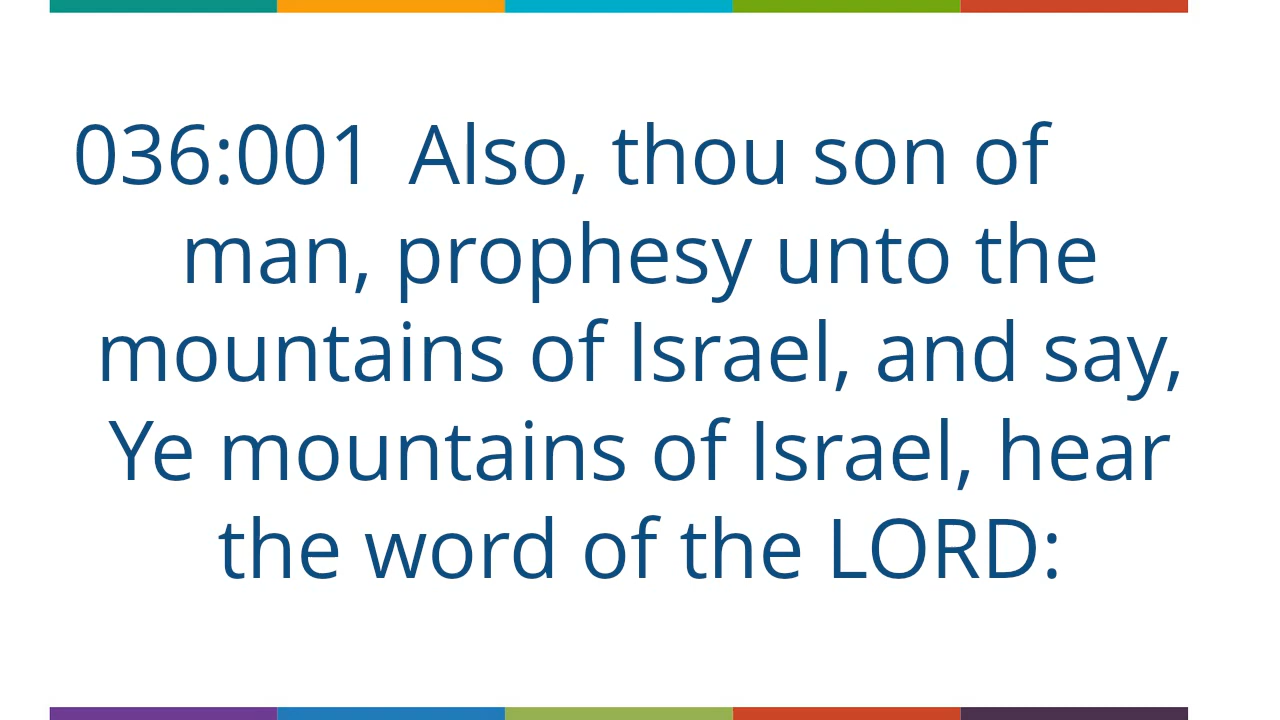 036:001 Also, thou son of
man, prophesy unto the
mountains of Israel, and say,
Ye mountains of Israel, hear
the word of the LORD: